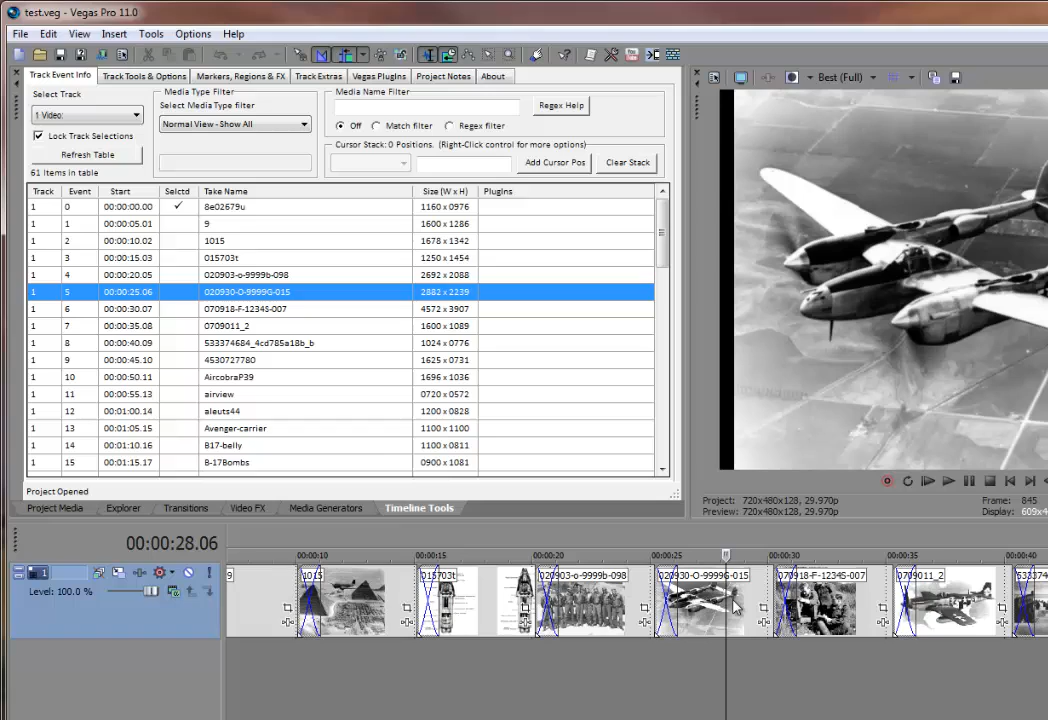 test.veg - Vegas Pro 11.0
File Edit View Insert Tools Options Help
Track Event Info Track Tools & Options Markers, Regions & FX Track Extras Vegas PlugIns Project Notes About
Select Track
1 Video:
Lock Track Selections
Refresh Table
61 Items in table
Media Type Filter
Select Media Type filter
Normal View - Show All
Media Name Filter
Regex Help
Off Match filter Regex filter
Cursor Stack: 0 Positions. (Right-Click control for more options)
Add Cursor Pos Clear Stack
Track Event Start Selctd Take Name Size (W x H) PlugIns
1 0 00:00:00.00 ✓ 8e02679u 1160 x 0976
1 1 00:00:05.01 9 1600 x 1286
1 2 00:00:10.02 1015 1678 x 1342
1 3 00:00:15.03 015703t 1250 x 1454
1 4 00:00:20.05 020903-o-9999b-098 2692 x 2088
1 5 00:00:25.06 020930-O-9999G-015 2882 x 2239
1 6 00:00:30.07 070918-F-1234S-007 4572 x 3907
1 7 00:00:35.08 0709011_2 1600 x 1089
1 8 00:00:40.09 533374684_4cd785a18b_b 1024 x 0776
1 9 00:00:45.10 4530727780 1625 x 0731
1 10 00:00:50.11 AircobraP39 1696 x 1036
1 11 00:00:55.13 airview 0720 x 0572
1 12 00:01:00.14 aleuts44 1200 x 0828
1 13 00:01:05.15 Avenger-carrier 1100 x 1100
1 14 00:01:10.16 B17-belly 1100 x 0811
1 15 00:01:15.17 B-17Bombs 0900 x 1081
Project Opened
Project Media Explorer Transitions Video FX Media Generators Timeline Tools
Best (Full)
Project: 720x480x128, 29.970p
Preview: 720x480x128, 29.970p
Frame: 845
Display: 609x4
00:00:28.06
00:00:10 00:00:15 00:00:20 00:00:25 00:00:30 00:00:35 00:00:40
1
Level: 100.0 %
9 1015 015703t 020903-o-9999b-098 020930-O-9999G-015 070918-F-1234S-007 0709011_2 533374